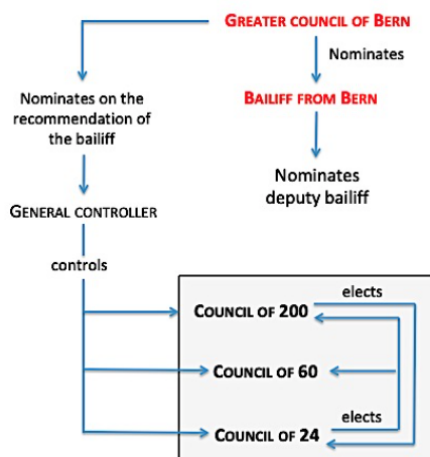 GREATER COUNCIL OF BERN
Nominates
Nominates on the
recommendation of
the bailiff
BAILIFF FROM BERN
Nominates
deputy bailiff
GENERAL CONTROLLER
controls
elects
COUNCIL OF 200
COUNCIL OF 60
elects
COUNCIL OF 24